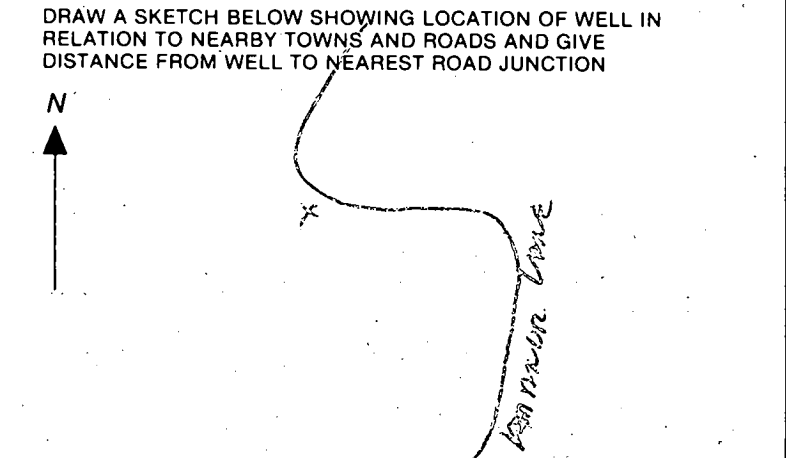 DRAW A SKETCH BELOW SHOWING LOCATION OF WELL IN
RELATION TO NEARBY TOWNS AND ROADS AND GIVE
DISTANCE FROM WELL TO NEAREST ROAD JUNCTION
N
Lane